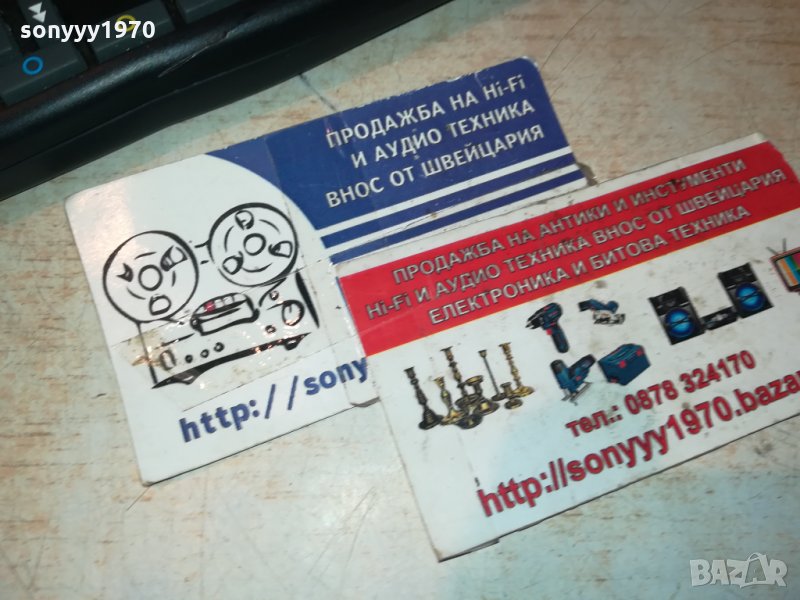 sonyyy1970
ПРОДАЖБА НА Hi-Fi
И АУДИО ТЕХНИКА
ВНОС ОТ ШВЕЙЦАРИЯ
http://sony
ПРОДАЖБА НА АНТИКИ И ИНСТУМЕНТИ
Hi-Fi И АУДИО ТЕХНИКА ВНОС ОТ ШВЕЙЦАРИЯ
ЕЛЕКТРОНИКА И БИТОВА ТЕХНИКА
тел.: 0878 324170
http://sonyyy1970.bazar
BAZAR